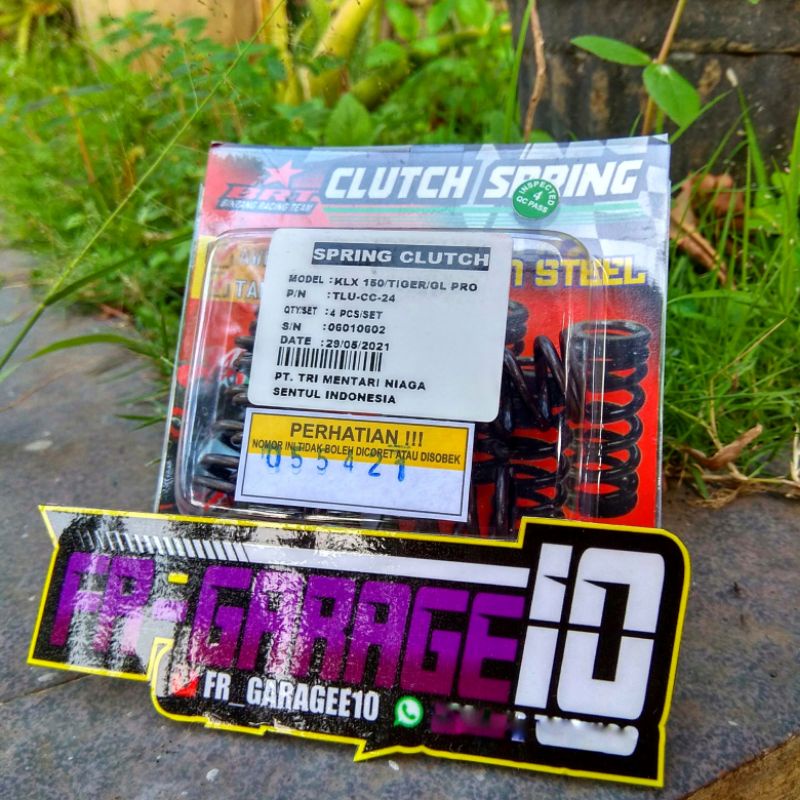 BRT
BINTANG RACING TEAM
CLUTCH SPRING
INSPECTED
4
QC PASS
STEEL
SPRING CLUTCH
MODEL : KLX 150/TIGER/GL PRO
P/N : TLU-CC-24
QTY/SET : 4 PCS/SET
S/N : 06010602
DATE : 29/05/2021
PT. TRI MENTARI NIAGA
SENTUL INDONESIA
PERHATIAN !!!
NOMOR INI TIDAK BOLEH DICORET ATAU DISOBEK
055421
FR-GARAGE10
FR_GARAGEE10